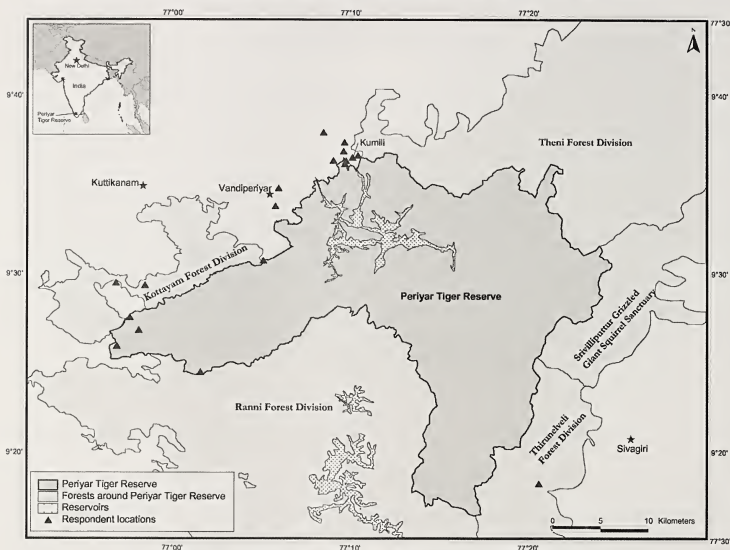 77°00'
77°10'
77°20'
77°30'
New Delhi
India
Periyar
Tiger Reserve
N
9°40'
9°40'
Kumili
Theni Forest Division
Kuttikanam
Vandiperiyar
Kottayam Forest Division
9°30'
9°30'
Periyar Tiger Reserve
Srivilliputtur Grizzled
Giant Squirrel Sanctuary
Ranni Forest Division
Thirunelveli
Forest Division
Sivagiri
9°20'
9°20'
Periyar Tiger Reserve
Forests around Periyar Tiger Reserve
Reservoirs
Respondent locations
0 5 10 Kilometers
77°00'
77°10'
77°20'
77°30'